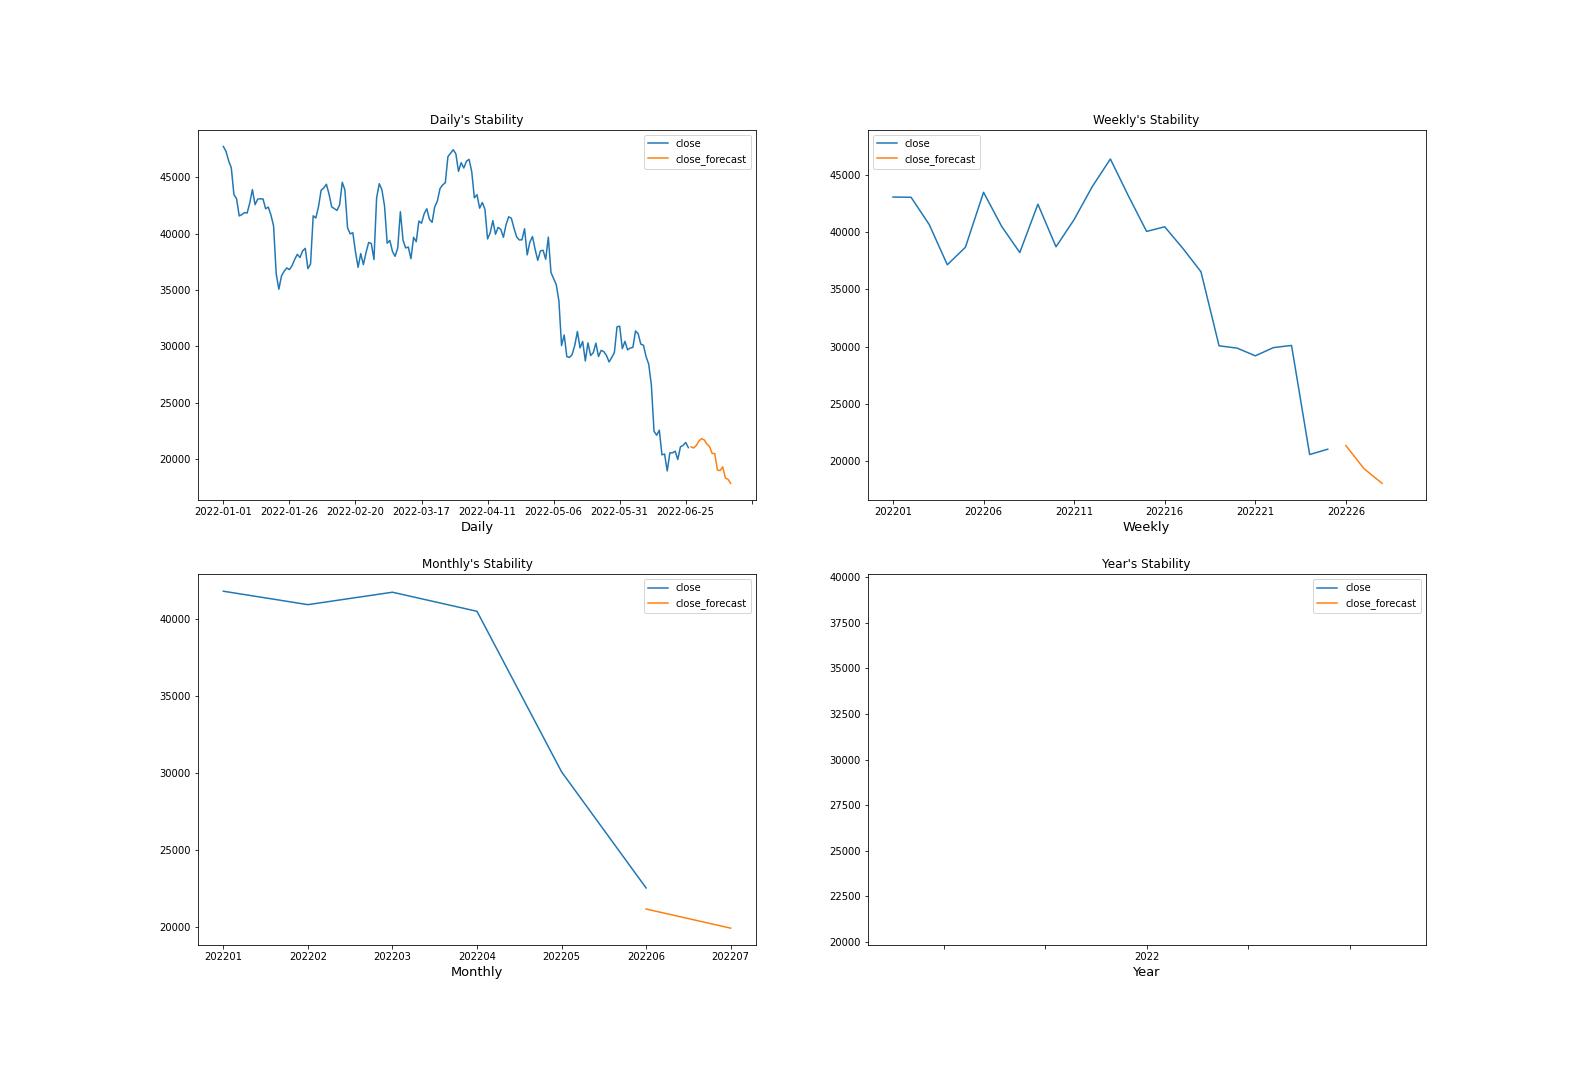 Daily's Stability
45000
40000
35000
30000
25000
20000
close
close_forecast
2022-01-01 2022-01-26 2022-02-20 2022-03-17 2022-04-11 2022-05-06 2022-05-31 2022-06-25
Daily
Weekly's Stability
45000
40000
35000
30000
25000
20000
close
close_forecast
202201 202206 202211 202216 202221 202226
Weekly
Monthly's Stability
40000
35000
30000
25000
20000
close
close_forecast
202201 202202 202203 202204 202205 202206 202207
Monthly
Year's Stability
40000
37500
35000
32500
30000
27500
25000
22500
20000
close
close_forecast
2022
Year